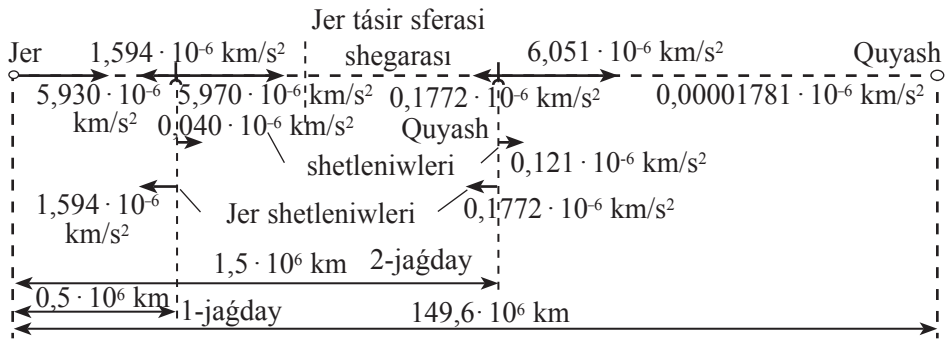 Jer tásir sferasi
shegarası
Jer
1,594 · 10⁻⁶ km/s²
6,051 · 10⁻⁶ km/s²
Quyash
5,930 · 10⁻⁶
km/s²
5,970 · 10⁻⁶ km/s²
0,1772 · 10⁻⁶ km/s²
0,00001781 · 10⁻⁶ km/s²
0,040 · 10⁻⁶ km/s²
Quyash
shetleniwleri
0,121 · 10⁻⁶ km/s²
1,594 · 10⁻⁶
km/s²
Jer shetleniwleri
0,1772 · 10⁻⁶ km/s²
1,5 · 10⁶ km
2-jaǵday
0,5 · 10⁶ km
1-jaǵday
149,6 · 10⁶ km